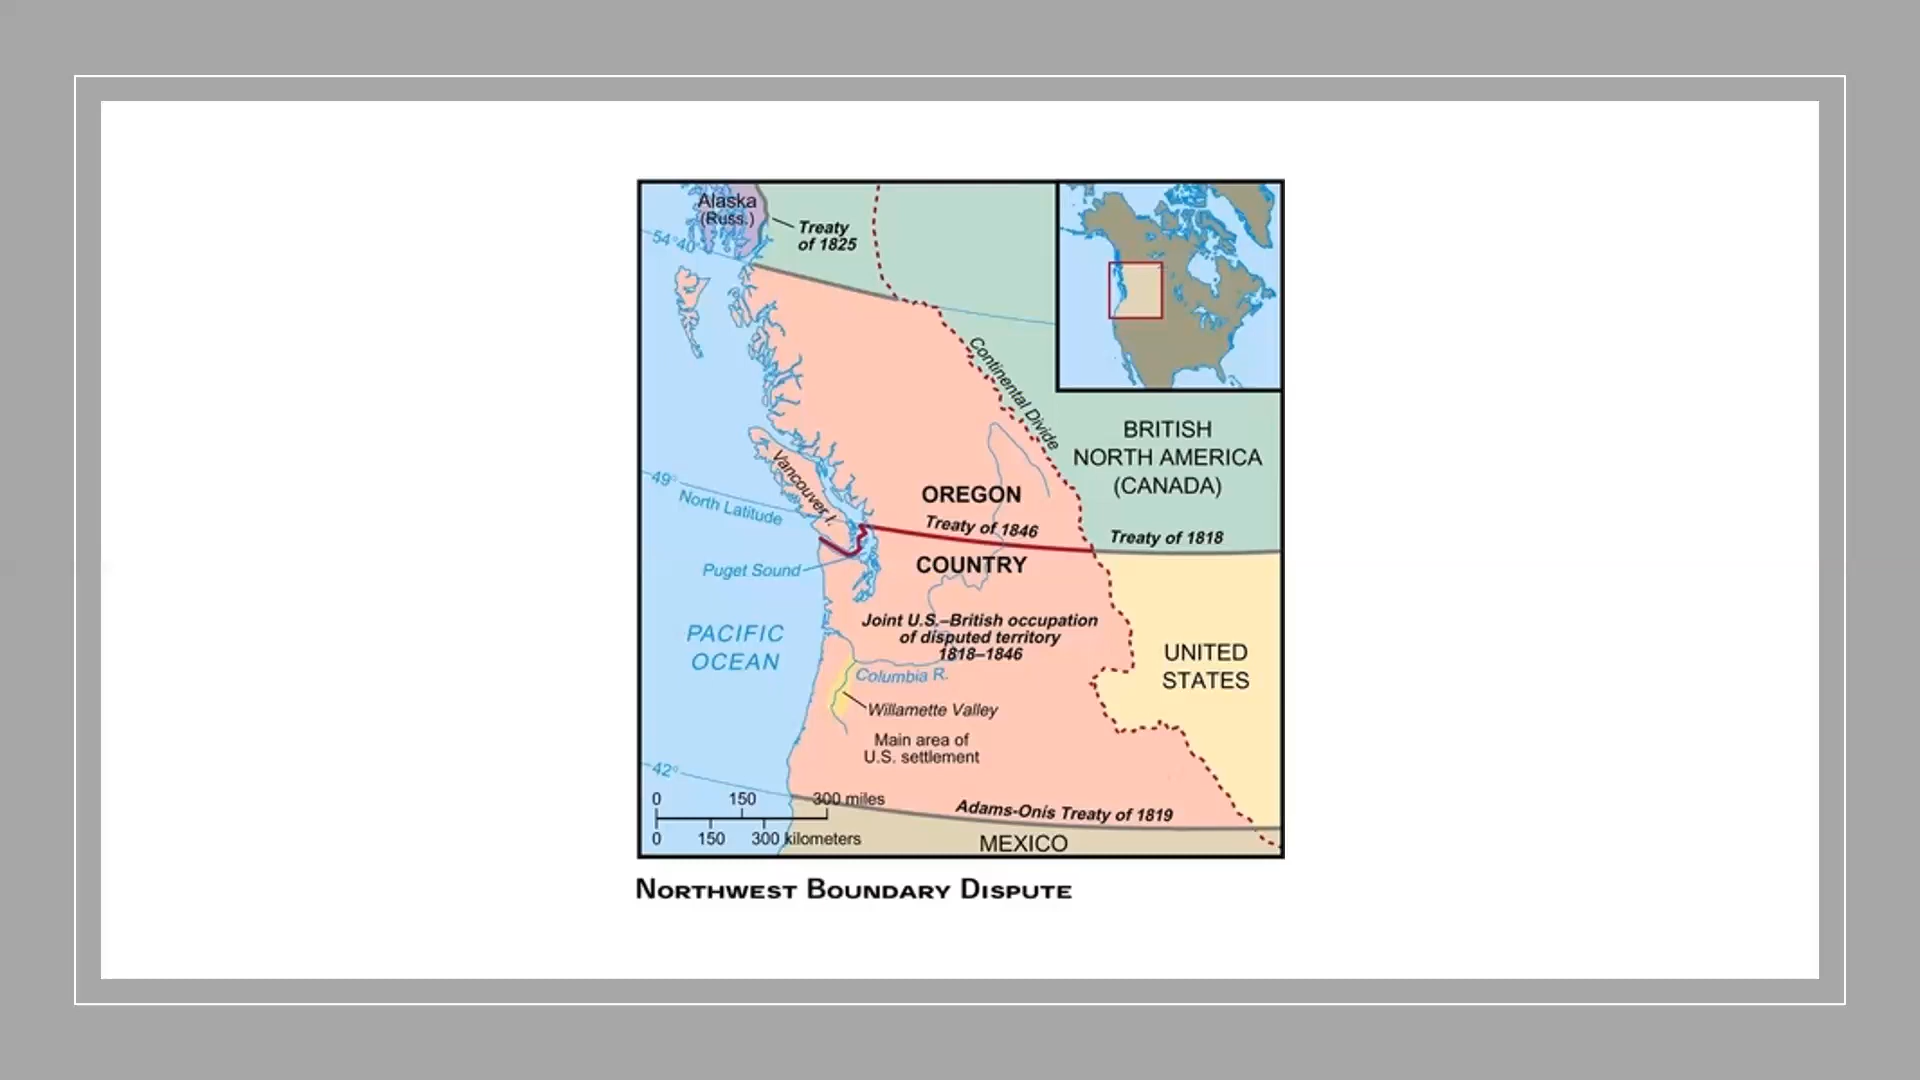 Alaska
(Russ.)
Treaty
of 1825
54°40'
Continental Divide
BRITISH
NORTH AMERICA
(CANADA)
Vancouver I.
49°
North Latitude
OREGON
Treaty of 1846
Treaty of 1818
COUNTRY
Puget Sound
Joint U.S.–British occupation
of disputed territory
1818–1846
PACIFIC
OCEAN
UNITED
STATES
Columbia R.
Willamette Valley
Main area of
U.S. settlement
42°
0 150 300 miles
0 150 300 kilometers
Adams-Onís Treaty of 1819
MEXICO
NORTHWEST BOUNDARY DISPUTE